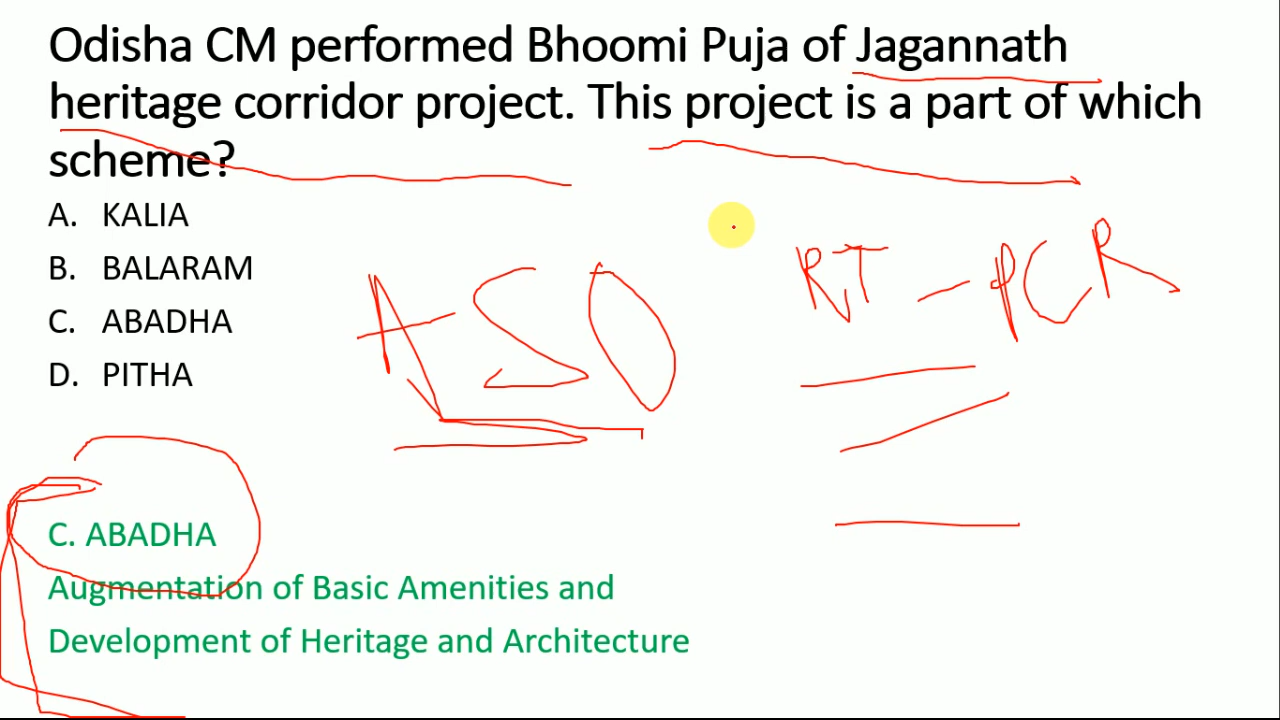 Odisha CM performed Bhoomi Puja of Jagannath
heritage corridor project. This project is a part of which
scheme?
A. KALIA
B. BALARAM
C. ABADHA
D. PITHA
ASO
RT-PCR
C. ABADHA
Augmentation of Basic Amenities and
Development of Heritage and Architecture